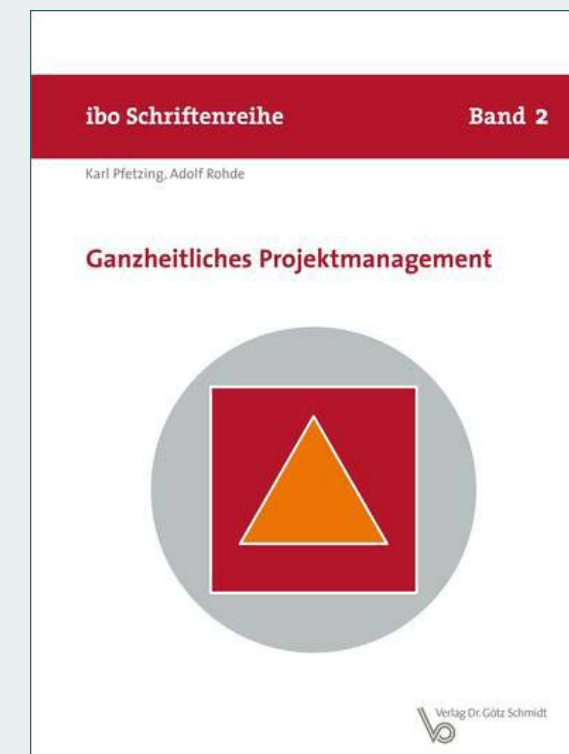 ibo Schriftenreihe Band 2
Karl Pfetzing, Adolf Rohde
Ganzheitliches Projektmanagement
Verlag Dr. Götz Schmidt